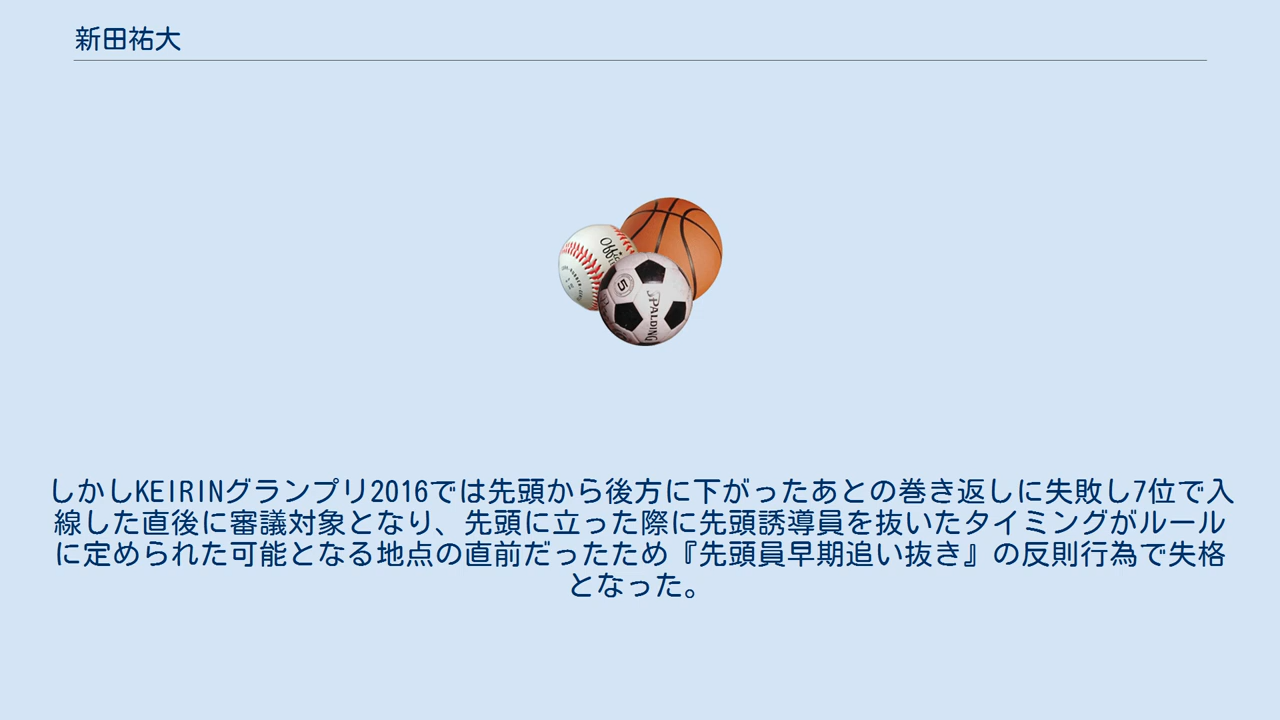 新田祐大
Offici
5
SPALDING
しかしKEIRINグランプリ2016では先頭から後方に下がったあとの巻き返しに失敗し7位で入
線した直後に審議対象となり、先頭に立った際に先頭誘導員を抜いたタイミングがルール
に定められた可能となる地点の直前だったため『先頭員早期追い抜き』の反則行為で失格
となった。